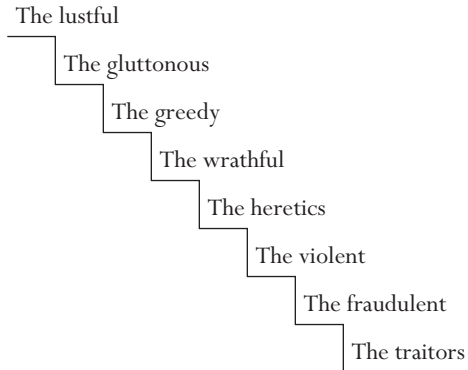 The lustful
The gluttonous
The greedy
The wrathful
The heretics
The violent
The fraudulent
The traitors